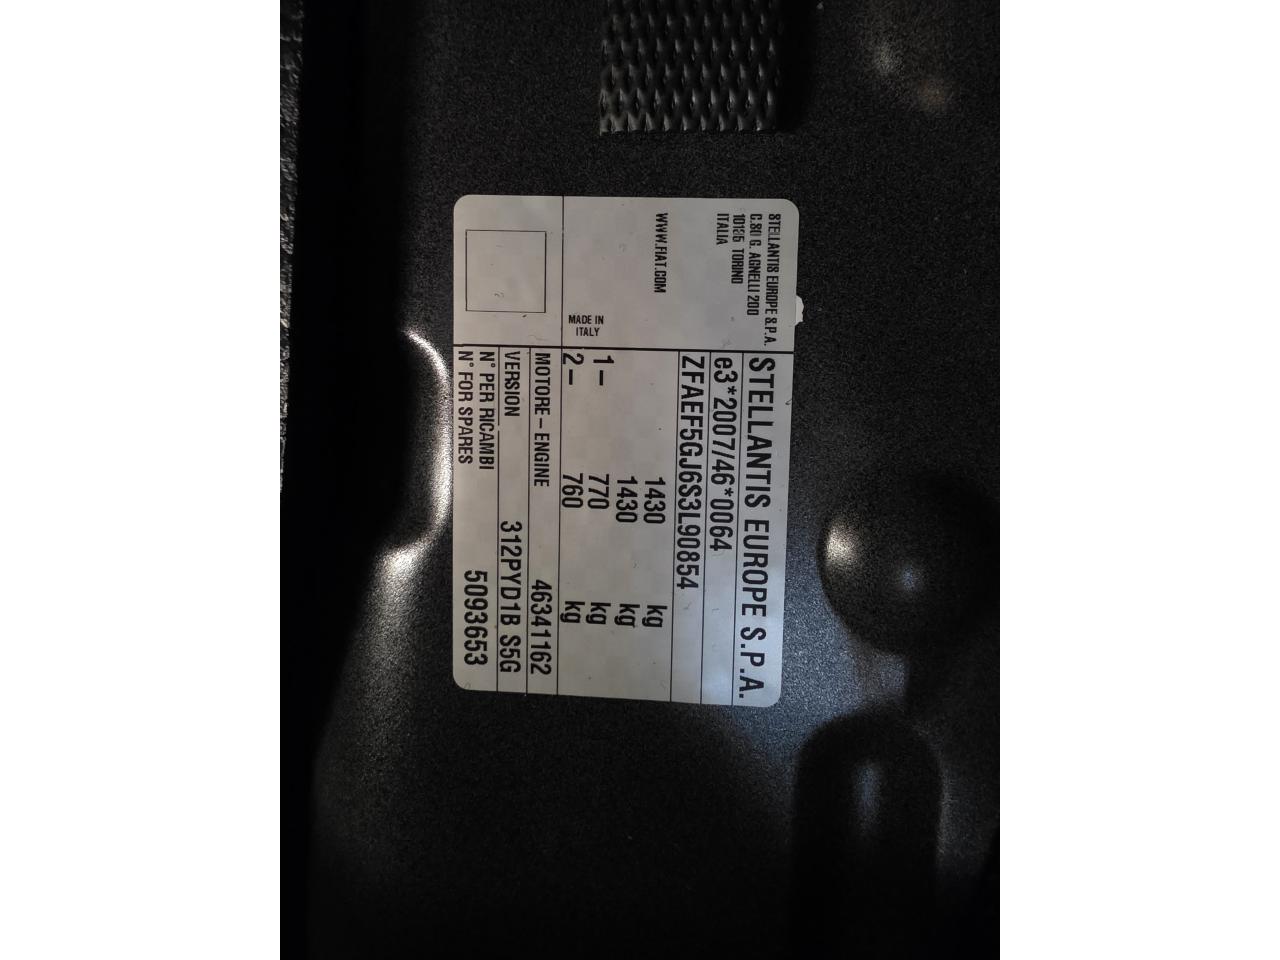 STELLANTIS EUROPE S.P.A.
C.SO G. AGNELLI 200
10135 TORINO
ITALIA
WWW.FIAT.COM
MADE IN
ITALY
STELLANTIS EUROPE S.P.A.
e3*2007/46*0064
ZFAEF5GJ6S3L90854
1430 kg
1430 kg
1– 770 kg
2– 760 kg
MOTORE – ENGINE 46341162
VERSION 312PYD1B S5G
N° PER RICAMBI
N° FOR SPARES 5093653